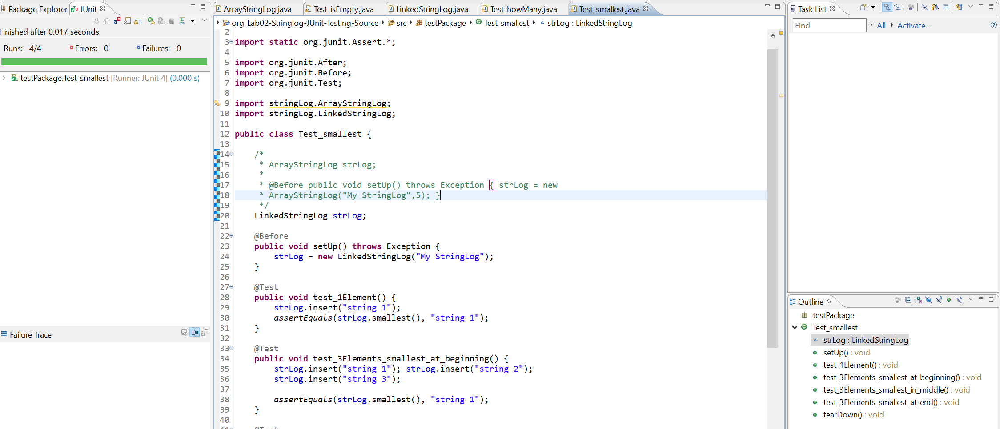 Package Explorer JUnit
Finished after 0.017 seconds
Runs: 4/4 Errors: 0 Failures: 0
testPackage.Test_smallest [Runner: JUnit 4] (0.000 s)
Failure Trace
ArrayStringLog.java Test_isEmpty.java LinkedStringLog.java Test_howMany.java Test_smallest.java
org_Lab02-Stringlog-JUnit-Testing-Source src testPackage Test_smallest strLog : LinkedStringLog
2
3 import static org.junit.Assert.*;
4
5 import org.junit.After;
6 import org.junit.Before;
7 import org.junit.Test;
8
9 import stringLog.ArrayStringLog;
10 import stringLog.LinkedStringLog;
11
12 public class Test_smallest {
13
14 /*
15 * ArrayStringLog strLog;
16 *
17 * @Before public void setUp() throws Exception { strLog = new
18 * ArrayStringLog("My StringLog",5); }
19 */
20 LinkedStringLog strLog;
21
22 @Before
23 public void setUp() throws Exception {
24 strLog = new LinkedStringLog("My StringLog");
25 }
26
27 @Test
28 public void test_1Element() {
29 strLog.insert("string 1");
30 assertEquals(strLog.smallest(), "string 1");
31 }
32
33 @Test
34 public void test_3Elements_smallest_at_beginning() {
35 strLog.insert("string 1"); strLog.insert("string 2");
36 strLog.insert("string 3");
37
38 assertEquals(strLog.smallest(), "string 1");
39 }
40
41 @Test
Task List
Find All Activate...
Outline
testPackage
Test_smallest
strLog : LinkedStringLog
setUp() : void
test_1Element() : void
test_3Elements_smallest_at_beginning() : void
test_3Elements_smallest_in_middle() : void
test_3Elements_smallest_at_end() : void
tearDown() : void